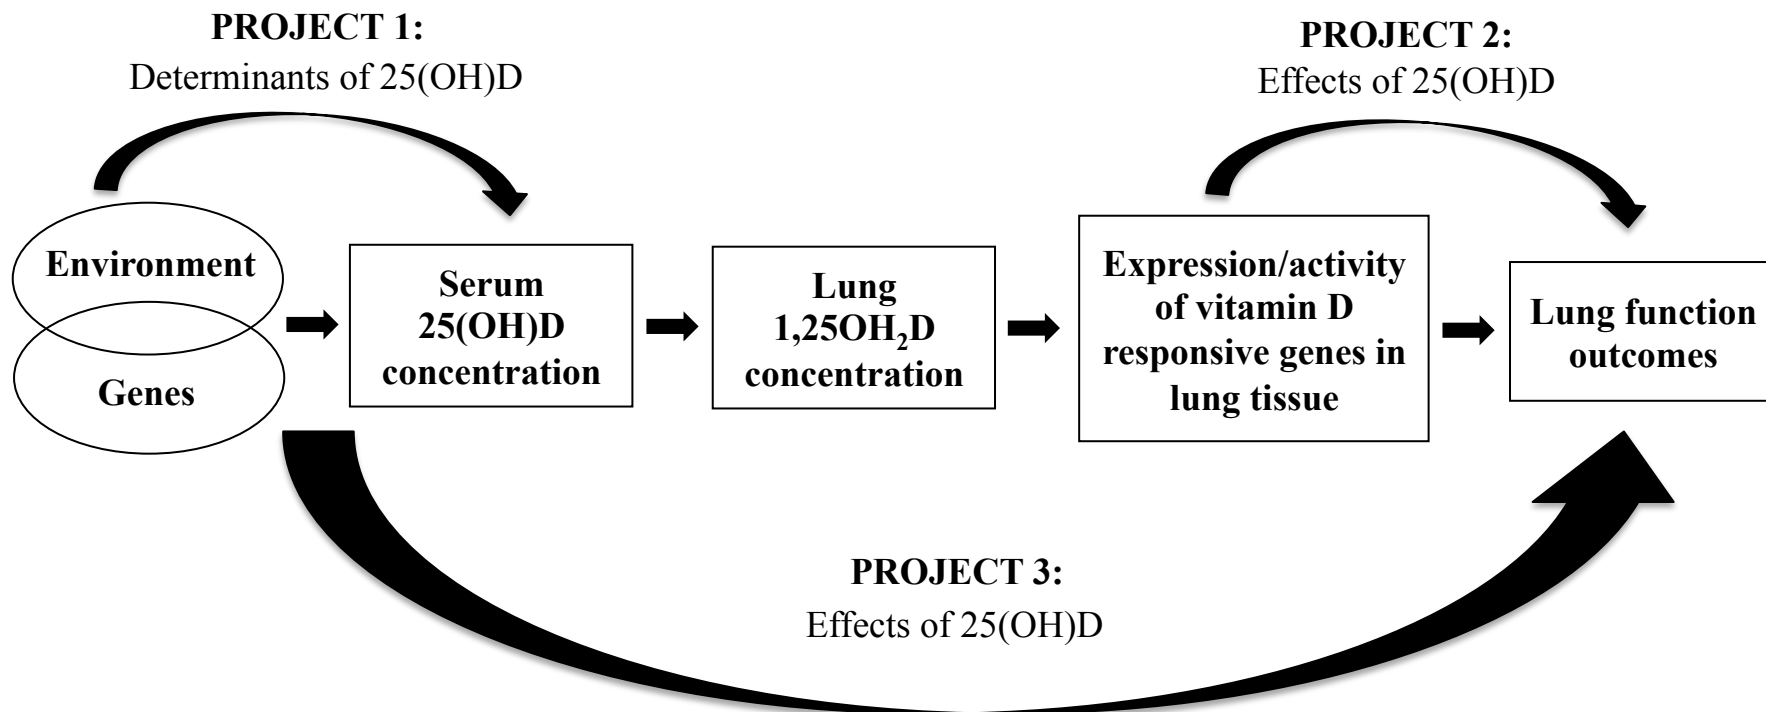 PROJECT 1:
Determinants of 25(OH)D
PROJECT 2:
Effects of 25(OH)D
Environment
Genes
Serum
25(OH)D
concentration
Lung
1,25OH₂D
concentration
Expression/activity
of vitamin D
responsive genes in
lung tissue
Lung function
outcomes
PROJECT 3:
Effects of 25(OH)D